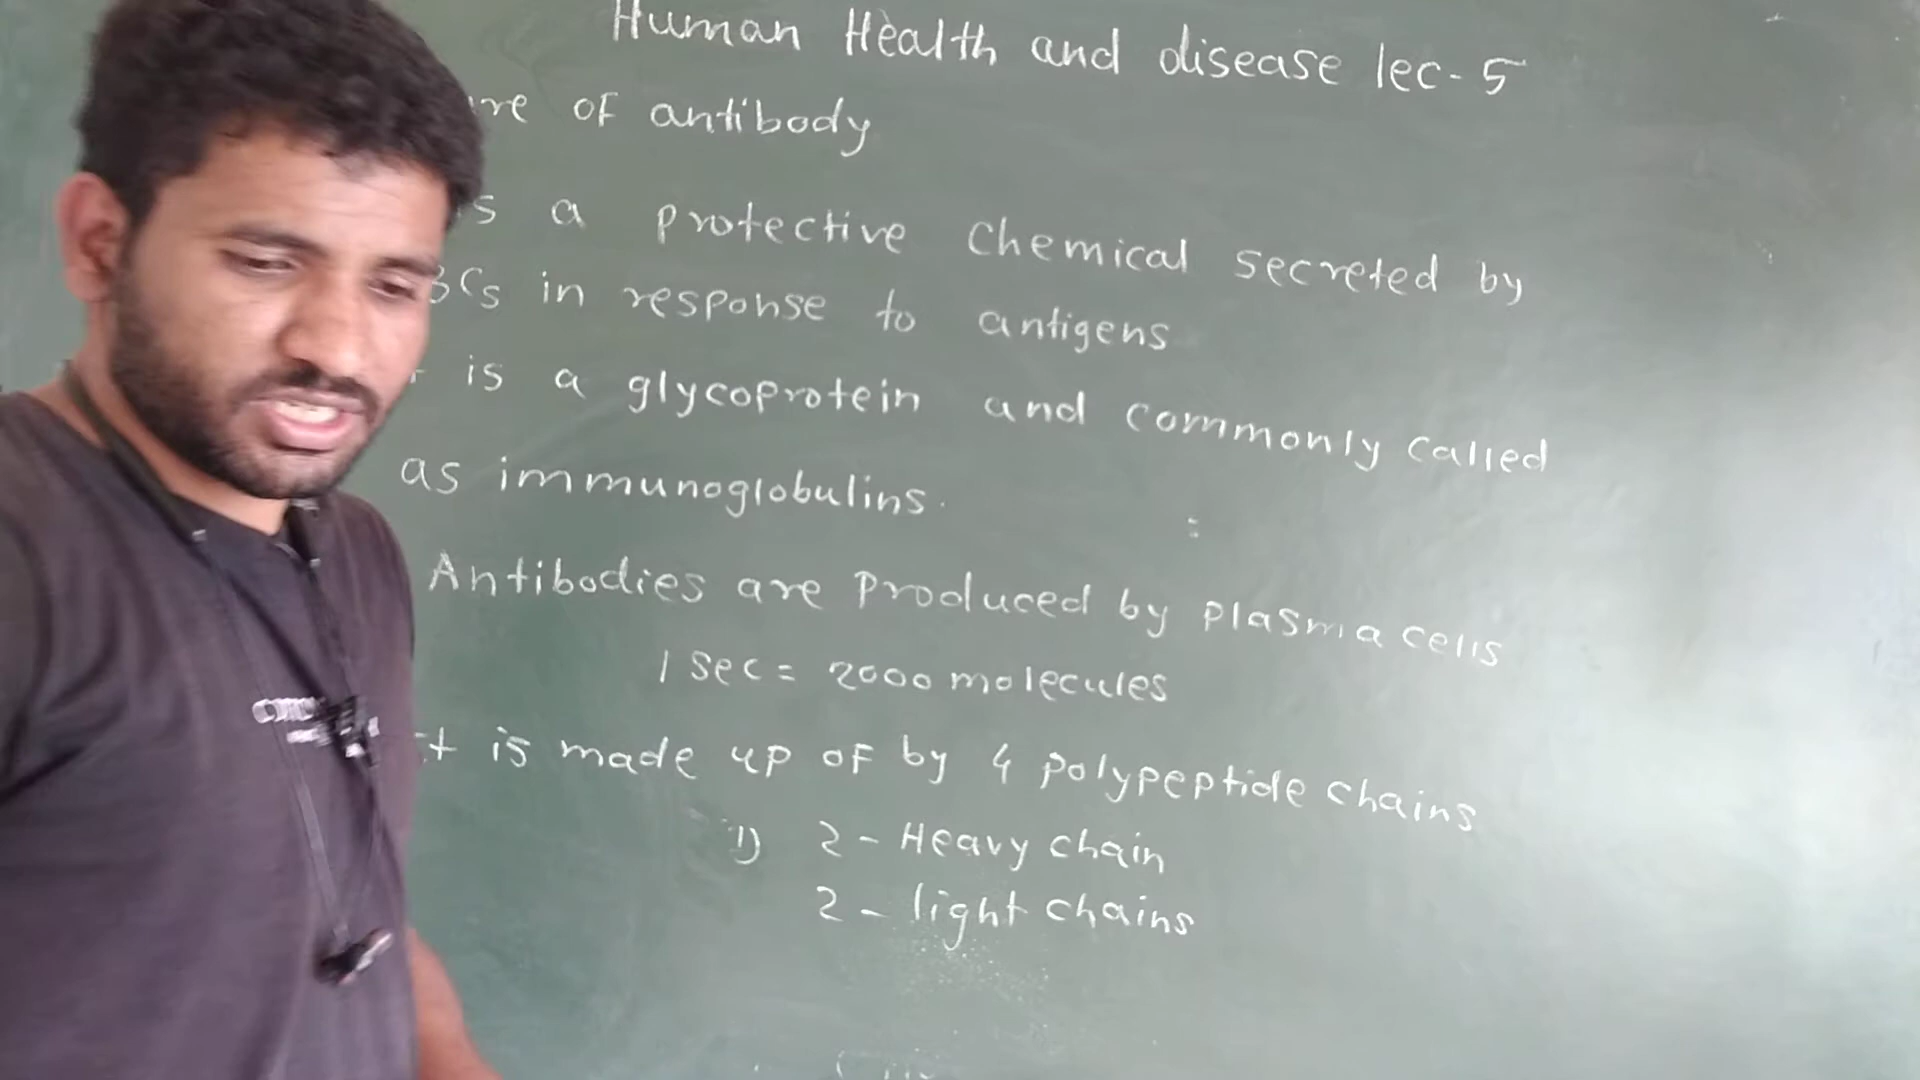 Human Health and disease lec-5
of antibody
a protective chemical secreted by
in response to antigens
is a glycoprotein and commonly called
as immunoglobulins.
Antibodies are produced by plasma cells
1 sec = 2000 molecules
is made up of by 4 polypeptide chains
1) 2 - Heavy chain
2 - light chains